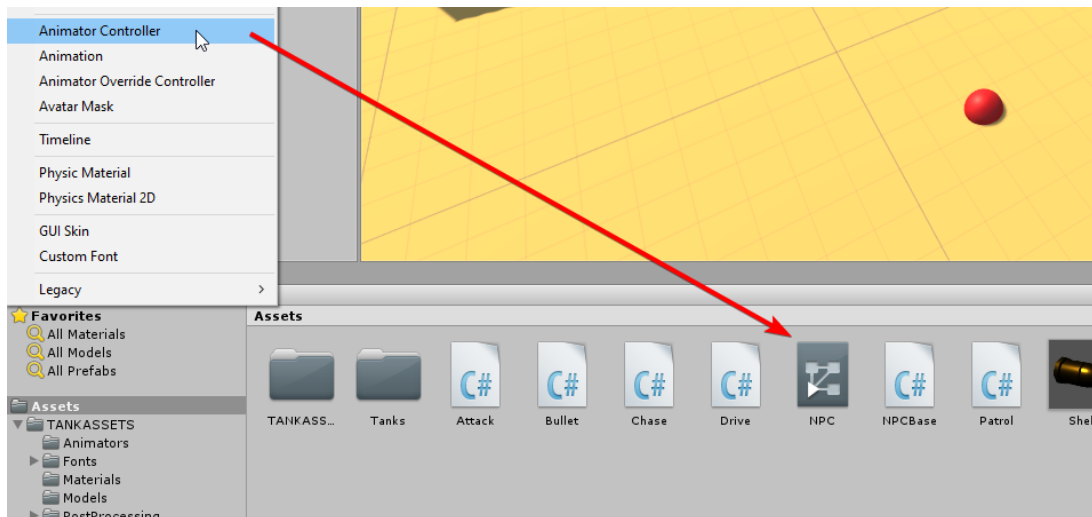 Animator Controller
Animation
Animator Override Controller
Avatar Mask
Timeline
Physic Material
Physics Material 2D
GUI Skin
Custom Font
Legacy
Favorites
All Materials
All Models
All Prefabs
Assets
TANKASSETS
Animators
Fonts
Materials
Models
PostProcessing
Assets
C# C# C# C# C# C#
TANKASS... Tanks Attack Bullet Chase Drive NPC NPCBase Patrol Shel